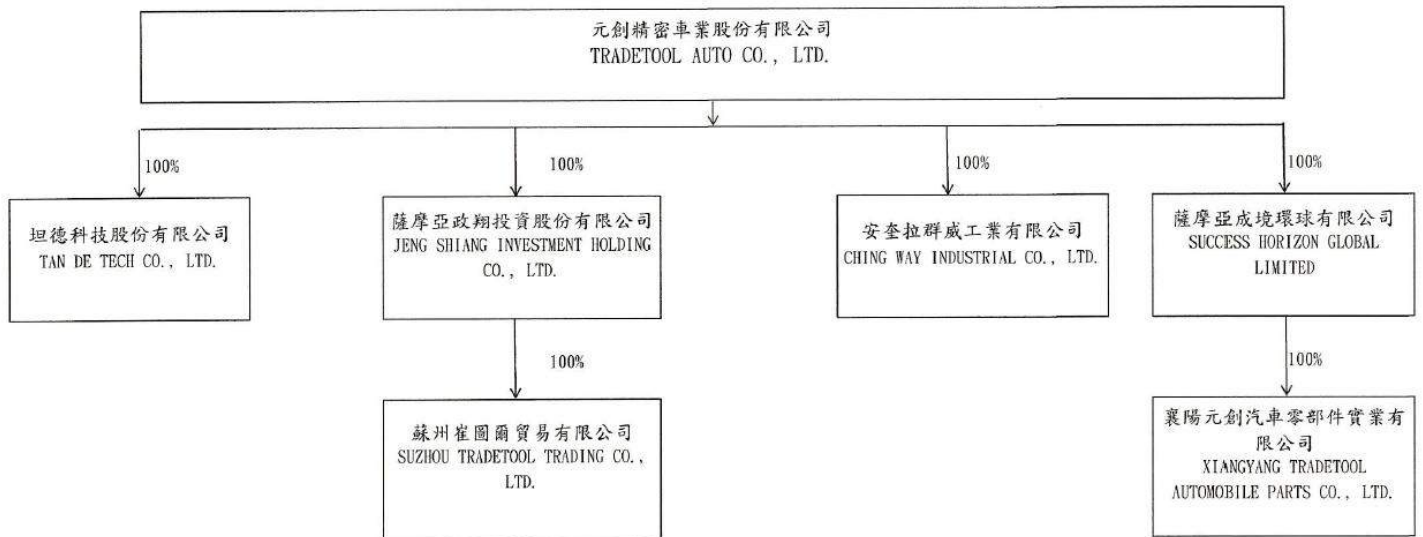 元創精密車業股份有限公司
TRADETOOL AUTO CO., LTD.
100%
100%
100%
100%
坦德科技股份有限公司
TAN DE TECH CO., LTD.
薩摩亞政翔投資股份有限公司
JENG SHIANG INVESTMENT HOLDING
CO., LTD.
安奎拉群威工業有限公司
CHING WAY INDUSTRIAL CO., LTD.
薩摩亞成境環球有限公司
SUCCESS HORIZON GLOBAL
LIMITED
100%
100%
蘇州崔圖爾貿易有限公司
SUZHOU TRADETOOL TRADING CO.,
LTD.
襄陽元創汽車零部件實業有
限公司
XIANGYANG TRADETOOL
AUTOMOBILE PARTS CO., LTD.